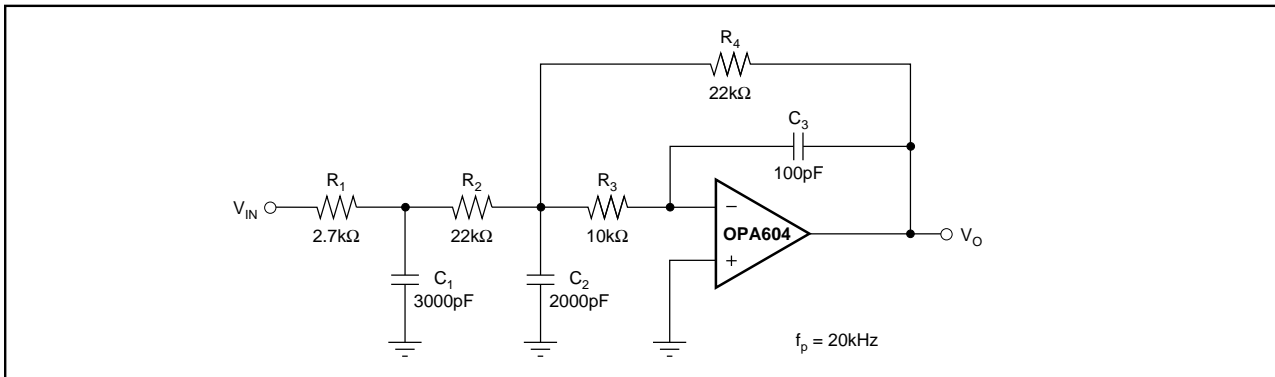 R4
22kΩ
C3
100pF
R1
R2
R3
VIN
2.7kΩ
22kΩ
10kΩ
–
OPA604
+
VO
C1
3000pF
C2
2000pF
fp = 20kHz